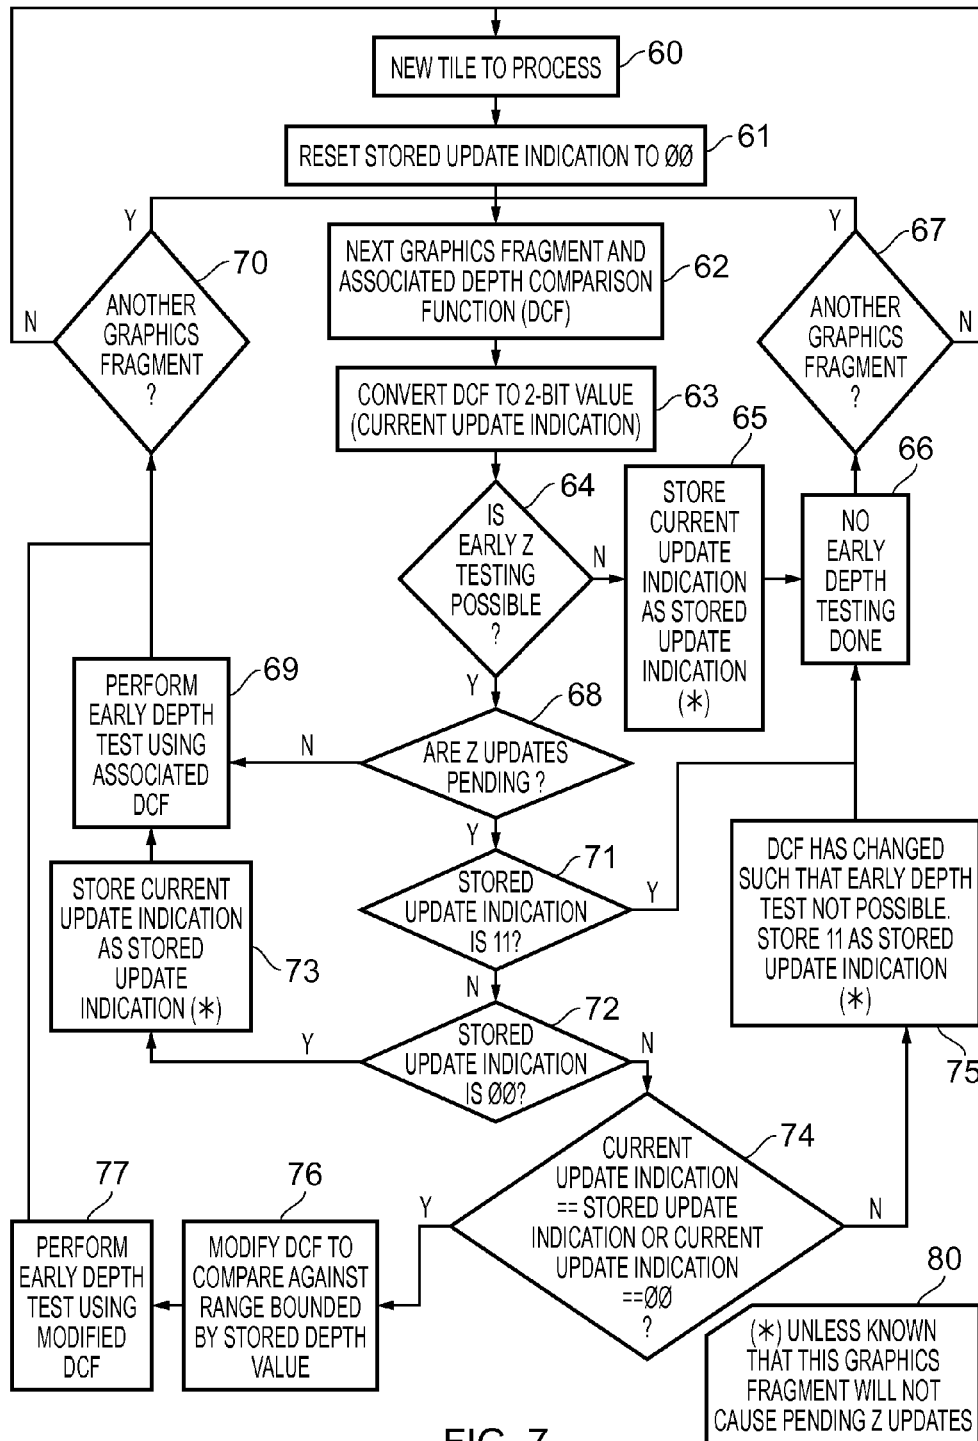 NEW TILE TO PROCESS
60
RESET STORED UPDATE INDICATION TO ØØ
61
Y
Y
NEXT GRAPHICS FRAGMENT AND
ASSOCIATED DEPTH COMPARISON
FUNCTION (DCF)
62
70
67
ANOTHER
GRAPHICS
FRAGMENT
?
N
ANOTHER
GRAPHICS
FRAGMENT
?
N
CONVERT DCF TO 2-BIT VALUE
(CURRENT UPDATE INDICATION)
63
64
IS
EARLY Z
TESTING
POSSIBLE
?
N
Y
65
STORE
CURRENT
UPDATE
INDICATION
AS STORED
UPDATE
INDICATION
(*)
66
NO
EARLY
DEPTH
TESTING
DONE
69
PERFORM
EARLY DEPTH
TEST USING
ASSOCIATED
DCF
68
ARE Z UPDATES
PENDING ?
N
Y
71
STORED
UPDATE INDICATION
IS 11?
Y
N
STORE CURRENT
UPDATE INDICATION
AS STORED
UPDATE
INDICATION (*)
73
DCF HAS CHANGED
SUCH THAT EARLY DEPTH
TEST NOT POSSIBLE.
STORE 11 AS STORED
UPDATE INDICATION
(*)
75
72
STORED
UPDATE INDICATION
IS ØØ?
Y
N
74
CURRENT
UPDATE INDICATION
== STORED UPDATE
INDICATION OR CURRENT
UPDATE INDICATION
==ØØ
?
Y
N
77
PERFORM
EARLY DEPTH
TEST USING
MODIFIED
DCF
76
MODIFY DCF TO
COMPARE AGAINST
RANGE BOUNDED
BY STORED DEPTH
VALUE
80
(*) UNLESS KNOWN
THAT THIS GRAPHICS
FRAGMENT WILL NOT
CAUSE PENDING Z UPDATES
FIG. 7